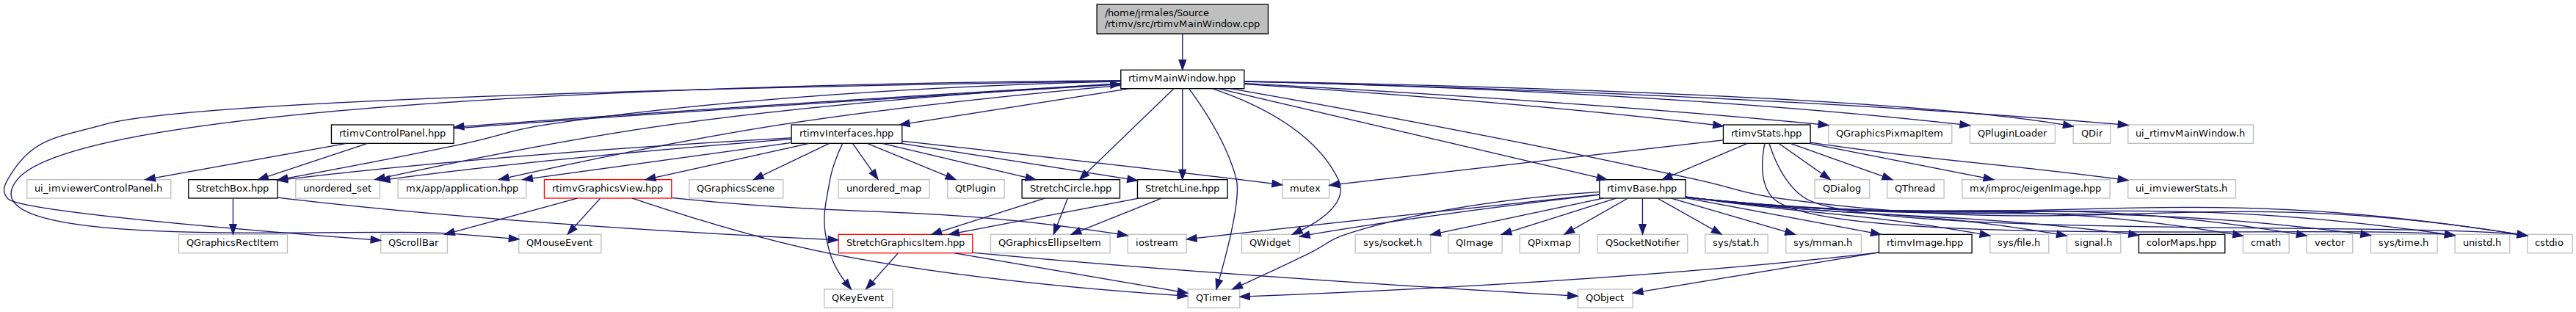 /home/jrmales/Source
/rtimv/src/rtimvMainWindow.cpp
rtimvMainWindow.hpp
rtimvControlPanel.hpp
rtimvInterfaces.hpp
rtimvStats.hpp
QGraphicsPixmapItem
QPluginLoader
QDir
ui_rtimvMainWindow.h
ui_imviewerControlPanel.h
StretchBox.hpp
unordered_set
mx/app/application.hpp
rtimvGraphicsView.hpp
QGraphicsScene
unordered_map
QtPlugin
StretchCircle.hpp
StretchLine.hpp
mutex
rtimvBase.hpp
QDialog
QThread
mx/improc/eigenImage.hpp
ui_imviewerStats.h
QGraphicsRectItem
QScrollBar
QMouseEvent
StretchGraphicsItem.hpp
QGraphicsEllipseItem
iostream
QWidget
sys/socket.h
QImage
QPixmap
QSocketNotifier
sys/stat.h
sys/mman.h
rtimvImage.hpp
sys/file.h
signal.h
colorMaps.hpp
cmath
vector
sys/time.h
unistd.h
cstdio
QKeyEvent
QTimer
QObject